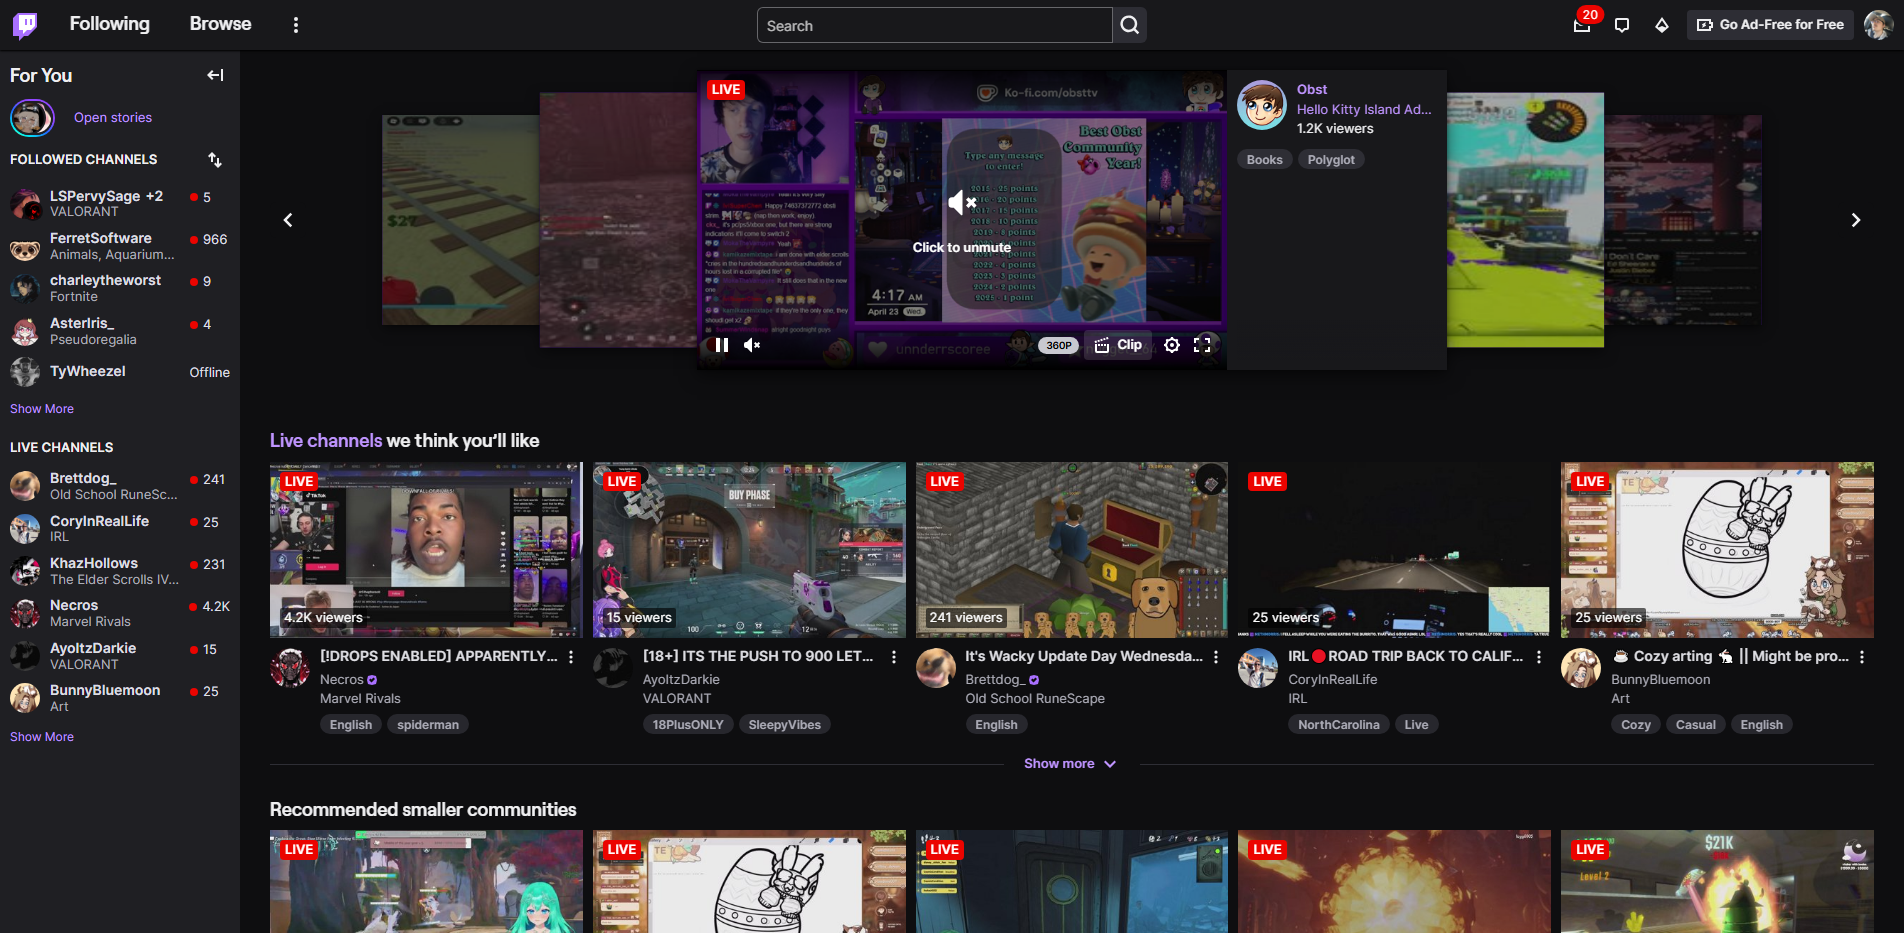 Following
Browse
Search
20
Go Ad-Free for Free
For You
Open stories
FOLLOWED CHANNELS
LSPervySage +2
5
VALORANT
FerretSoftware
966
Animals, Aquarium...
charleytheworst
9
Fortnite
AsterIris_
4
Pseudoregalia
TyWheezel
Offline
Show More
LIVE CHANNELS
Brettdog_
241
Old School RuneSc...
CoryInRealLife
25
IRL
KhazHollows
231
The Elder Scrolls IV...
Necros
4.2K
Marvel Rivals
AyoltzDarkie
15
VALORANT
BunnyBluemoon
25
Art
Show More
LIVE
Ko-fi.com/obsttv
Best Obst
Community
Year!
Type any message
to enter!
2015 - 25 points
Click to unmute
2022 - 4 points
2023 - 3 points
2024 - 2 points
2025 - 1 point
4:17 AM
April 23 Wed.
unnderrscoree
360P
Clip
Obst
Hello Kitty Island Ad...
1.2K viewers
Books
Polyglot
$27
Live channels we think you'll like
LIVE
4.2K viewers
[!DROPS ENABLED] APPARENTLY...
Necros
Marvel Rivals
English
spiderman
LIVE
BUY PHASE
100
15 viewers
[18+] ITS THE PUSH TO 900 LET...
AyoltzDarkie
VALORANT
18PlusONLY
SleepyVibes
LIVE
241 viewers
It's Wacky Update Day Wednesda...
Brettdog_
Old School RuneScape
English
LIVE
25 viewers
IRL🔴ROAD TRIP BACK TO CALIF...
CoryInRealLife
IRL
NorthCarolina
Live
LIVE
25 viewers
☕ Cozy arting 🐇 || Might be pro...
BunnyBluemoon
Art
Cozy
Casual
English
Show more
Recommended smaller communities
LIVE
LIVE
LIVE
LIVE
LIVE
$21K
Level 2